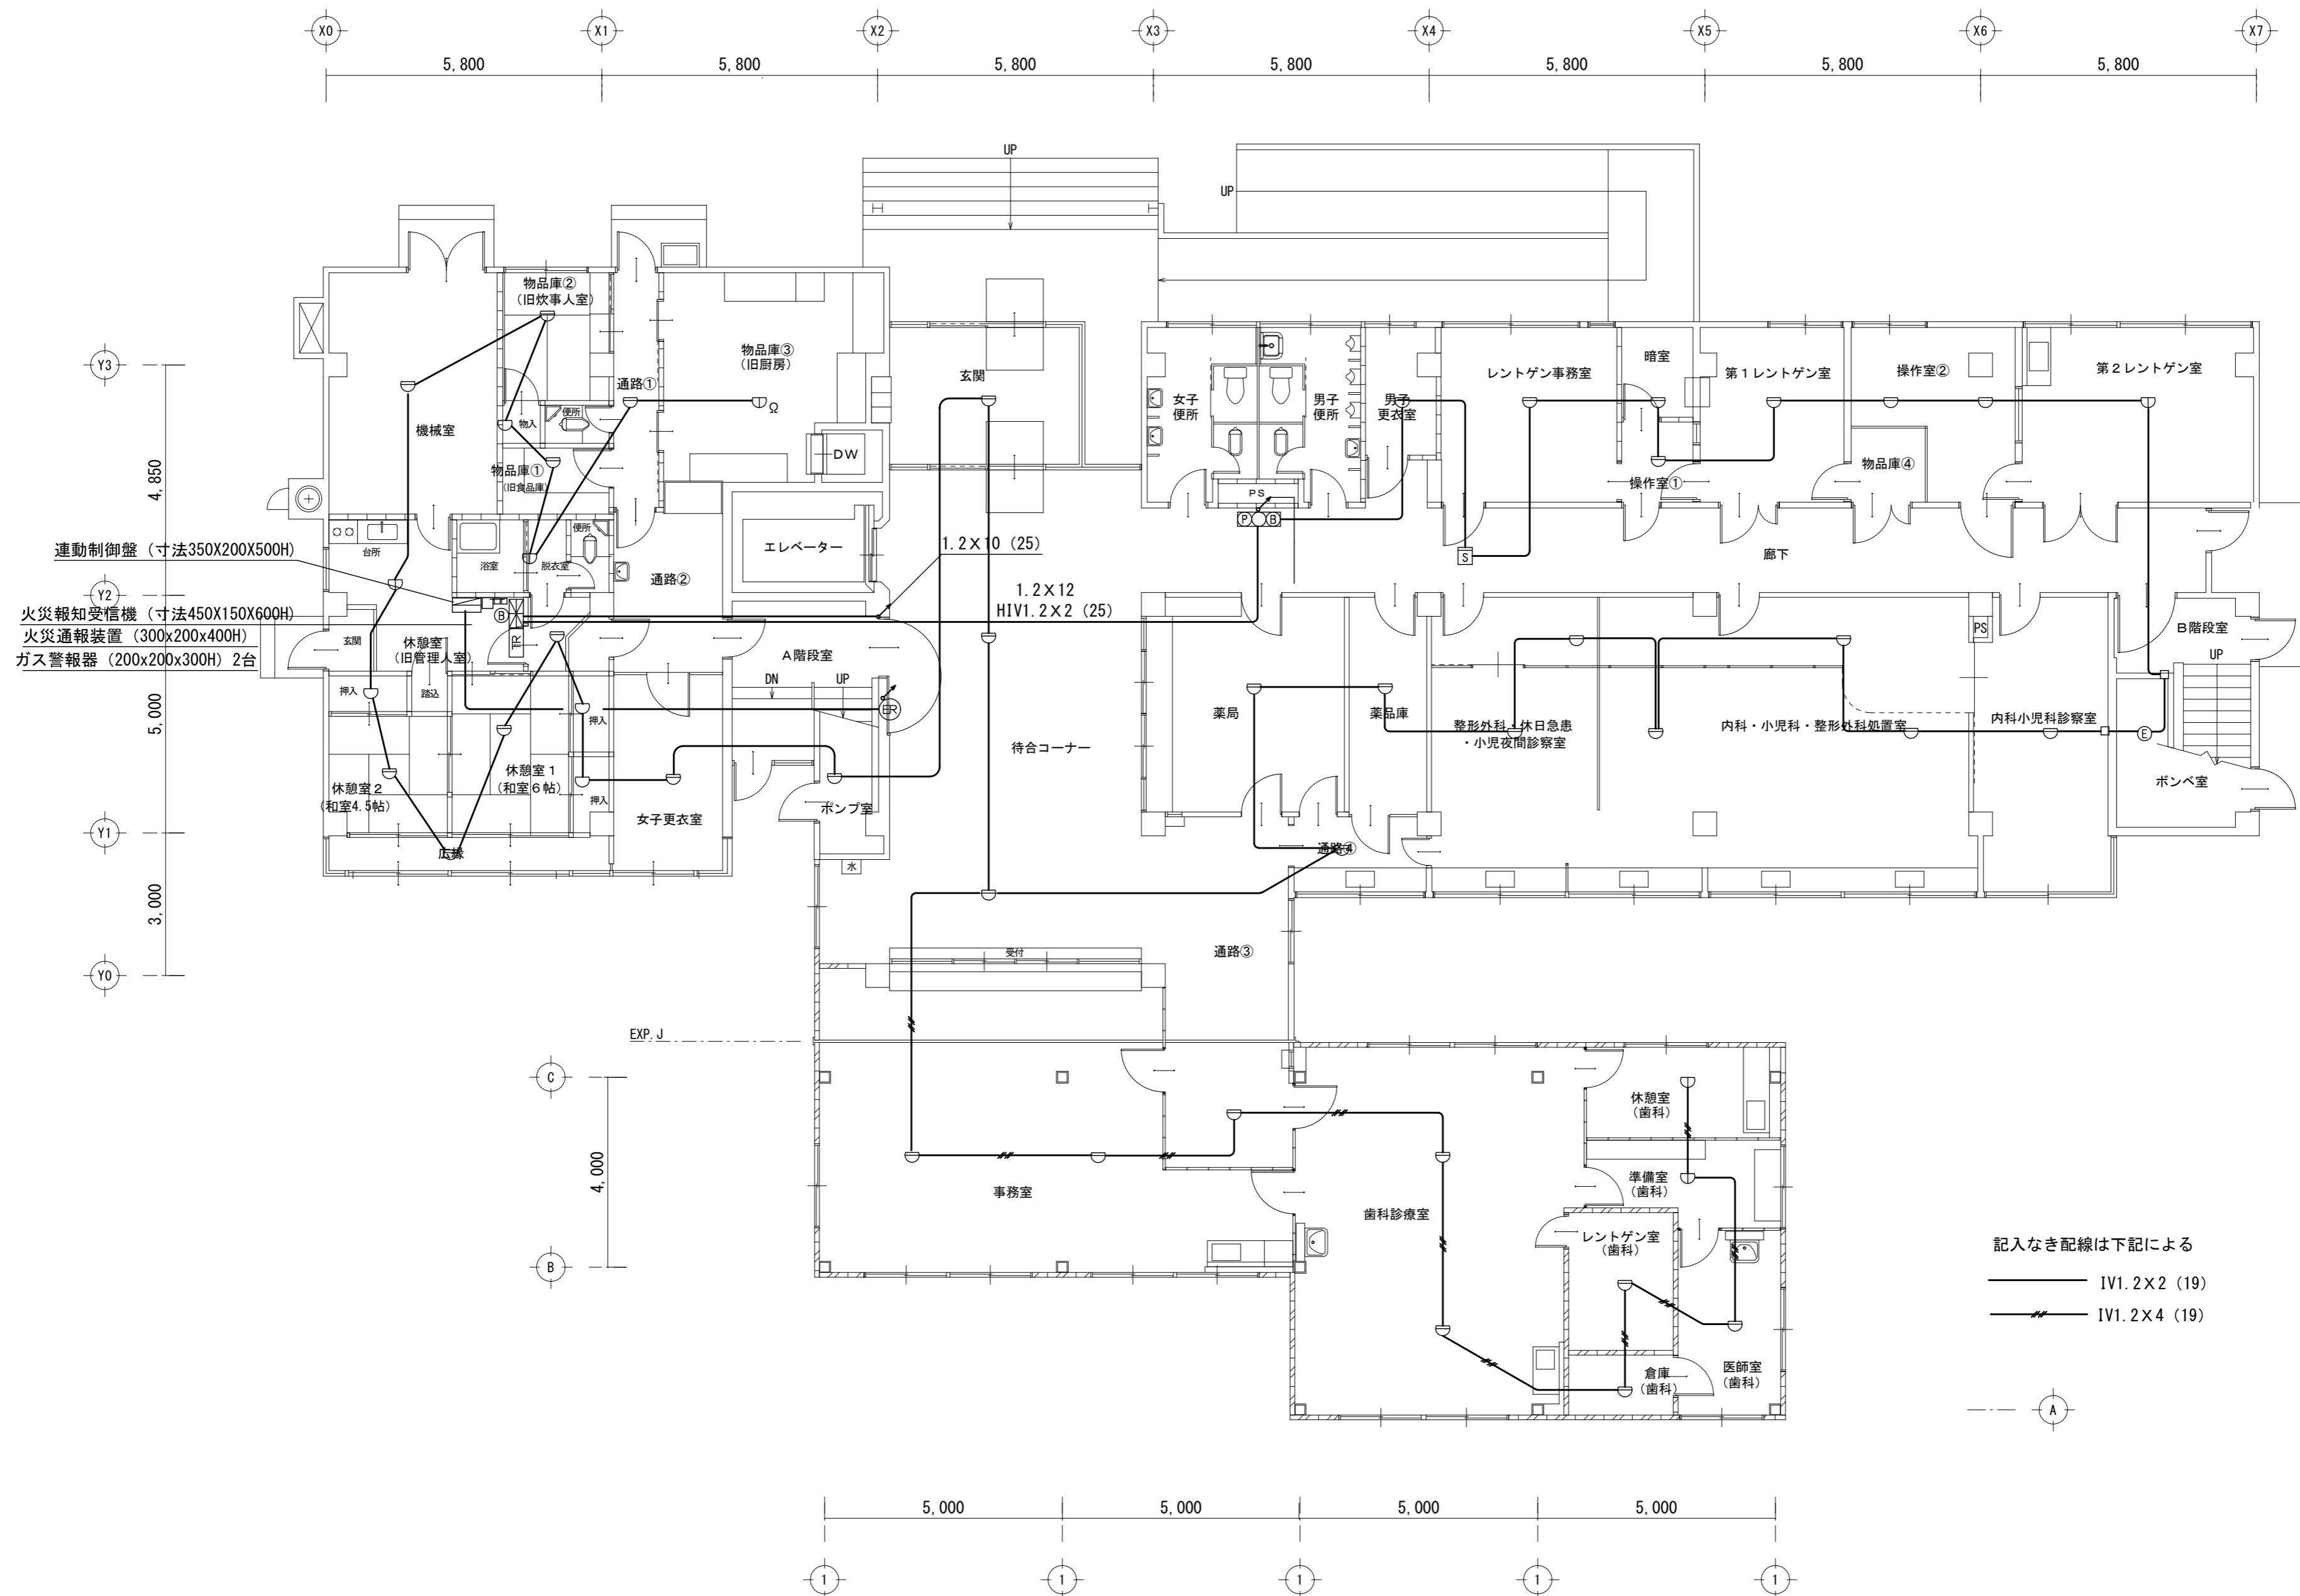 X0
X1
X2
X3
X4
X5
X6
X7
5,800
5,800
5,800
5,800
5,800
5,800
5,800
UP
UP
物品庫②
(旧炊事人室)
Y3
物品庫③
(旧厨房)
玄関
暗室
レントゲン事務室
第1レントゲン室
操作室②
第2レントゲン室
通路①
女子
便所
男子
便所
男子
更衣室
機械室
物入
便所
Ω
DW
物品庫①
(旧食品庫)
物品庫④
操作室①
4,850
PS
P
B
便所
連動制御盤 (寸法350X200X500H)
台所
浴室
脱衣室
エレベーター
1.2X10 (25)
S
廊下
通路②
Y2
1.2X12
HIV1.2X2 (25)
火災報知受信機 (寸法450X150X600H)
B
火災通報装置 (300x200x400H)
TR
PS
B階段室
玄関
休憩室
(旧管理人室)
ガス警報器 (200x200x300H) 2台
A階段室
UP
押入
踏込
DN
UP
5,000
押入
ER
薬局
薬品庫
整形外科・休日急患
・小児夜間診察室
内科・小児科・整形外科処置室
内科小児科診察室
E
待合コーナー
休憩室1
(和室6帖)
休憩室2
(和室4.5帖)
押入
ポンプ室
ボンベ室
女子更衣室
Y1
広縁
通路④
水
3,000
受付
通路③
Y0
EXP.J
C
休憩室
(歯科)
4,000
事務室
準備室
(歯科)
歯科診療室
レントゲン室
(歯科)
記入なき配線は下記による
B
IV1.2X2 (19)
IV1.2X4 (19)
倉庫
(歯科)
医師室
(歯科)
A
5,000
5,000
5,000
5,000
1
1
1
1
1